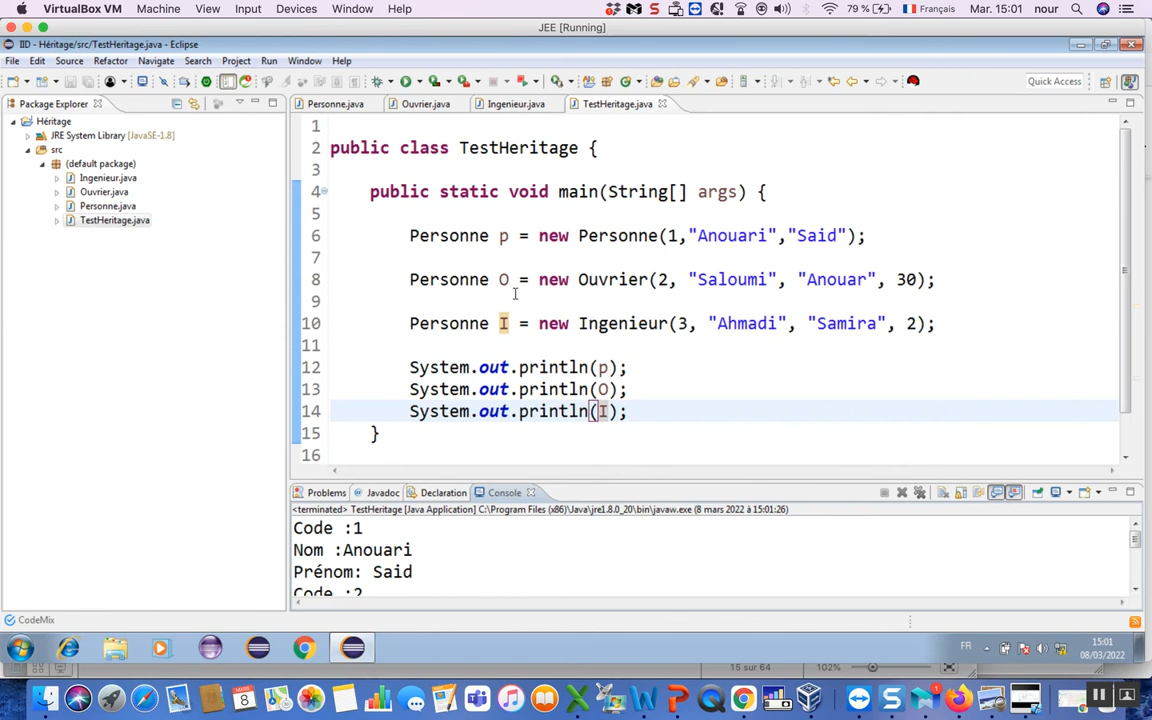 VirtualBox VM Machine View Input Devices Window Help 79 % Français Mar. 15:01 nour
JEE [Running]
IID - Héritage/src/TestHeritage.java - Eclipse
File Edit Source Refactor Navigate Search Project Run Window Help
Quick Access
Package Explorer
Héritage
JRE System Library [JavaSE-1.8]
src
(default package)
Ingenieur.java
Ouvrier.java
Personne.java
TestHeritage.java
Personne.java Ouvrier.java Ingenieur.java TestHeritage.java
1
2 public class TestHeritage {
3
4 public static void main(String[] args) {
5
6 Personne p = new Personne(1,"Anouari","Said");
7
8 Personne O = new Ouvrier(2, "Saloumi", "Anouar", 30);
9
10 Personne I = new Ingenieur(3, "Ahmadi", "Samira", 2);
11
12 System.out.println(p);
13 System.out.println(O);
14 System.out.println(I);
15 }
16
Problems Javadoc Declaration Console
<terminated> TestHeritage [Java Application] C:\Program Files (x86)\Java\jre1.8.0_20\bin\javaw.exe (8 mars 2022 à 15:01:26)
Code :1
Nom :Anouari
Prénom: Said
Code :2
CodeMix
FR 15:01
08/03/2022
15 sur 64 102%